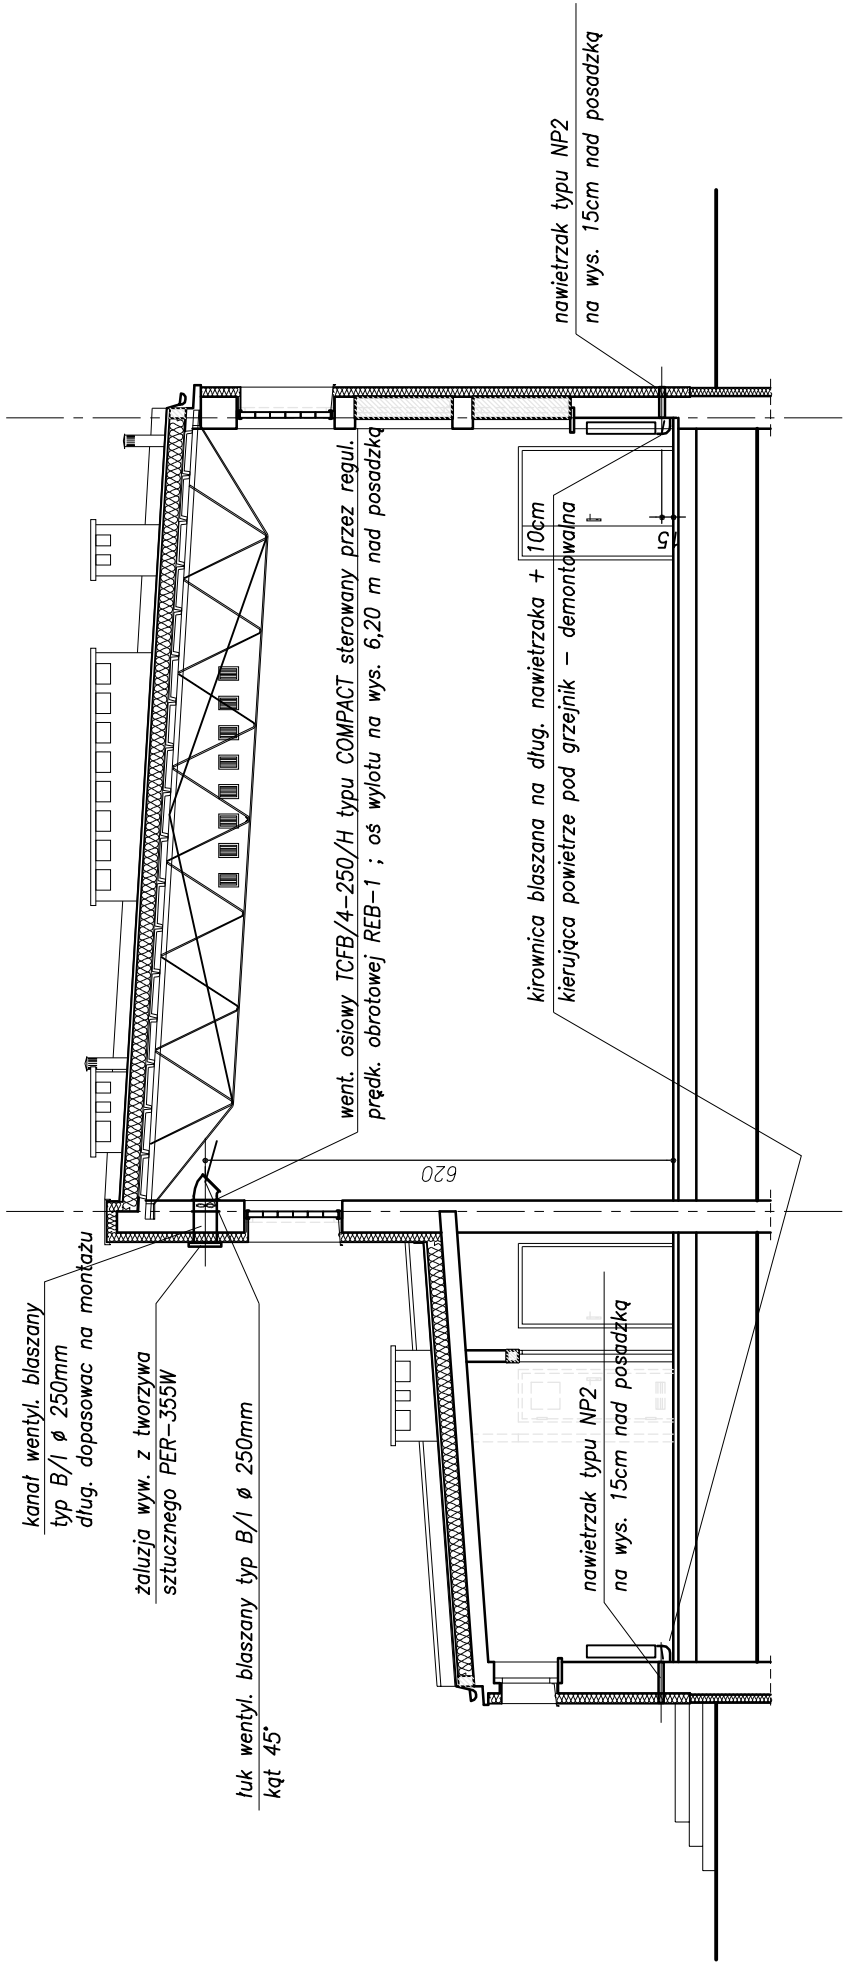 kanał wentyl. blaszany
typ B/I ø 250mm
dług. dopasowac na montażu
żaluzja wyw. z tworzywa
sztucznego PER-355W
łuk wentyl. blaszany typ B/I ø 250mm
kąt 45°
went. osiowy TCFB/4-250/H typu COMPACT sterowany przez regul.
prędk. obrotowej REB-1 ; oś wylotu na wys. 6,20 m nad posadzką
620
kirownica blaszana na dług. nawietrzaka + 10cm
kierująca powietrze pod grzejnik - demontowalna
15
nawietrzak typu NP2
na wys. 15cm nad posadzką
nawietrzak typu NP2
na wys. 15cm nad posadzką